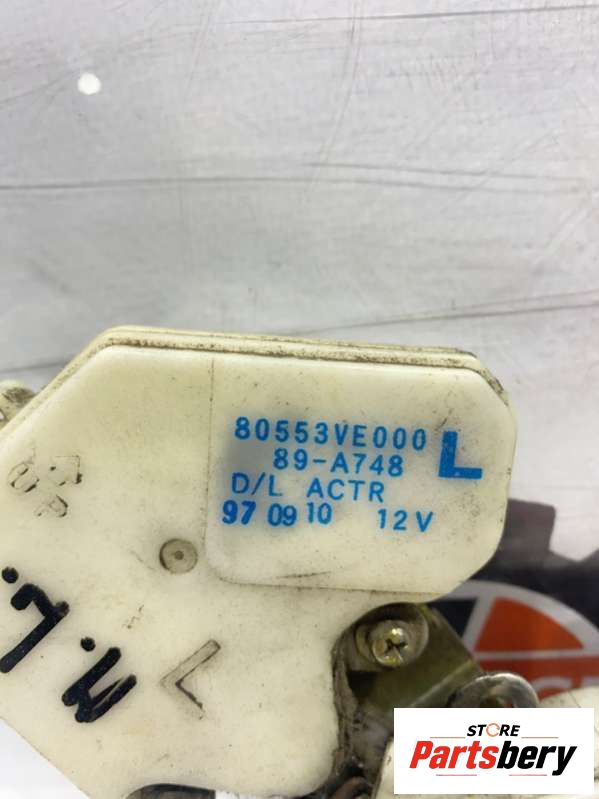 80553VE000 L
89-A748
D/L ACTR
97 09 10 12V
UP
L
STORE
Partsbery